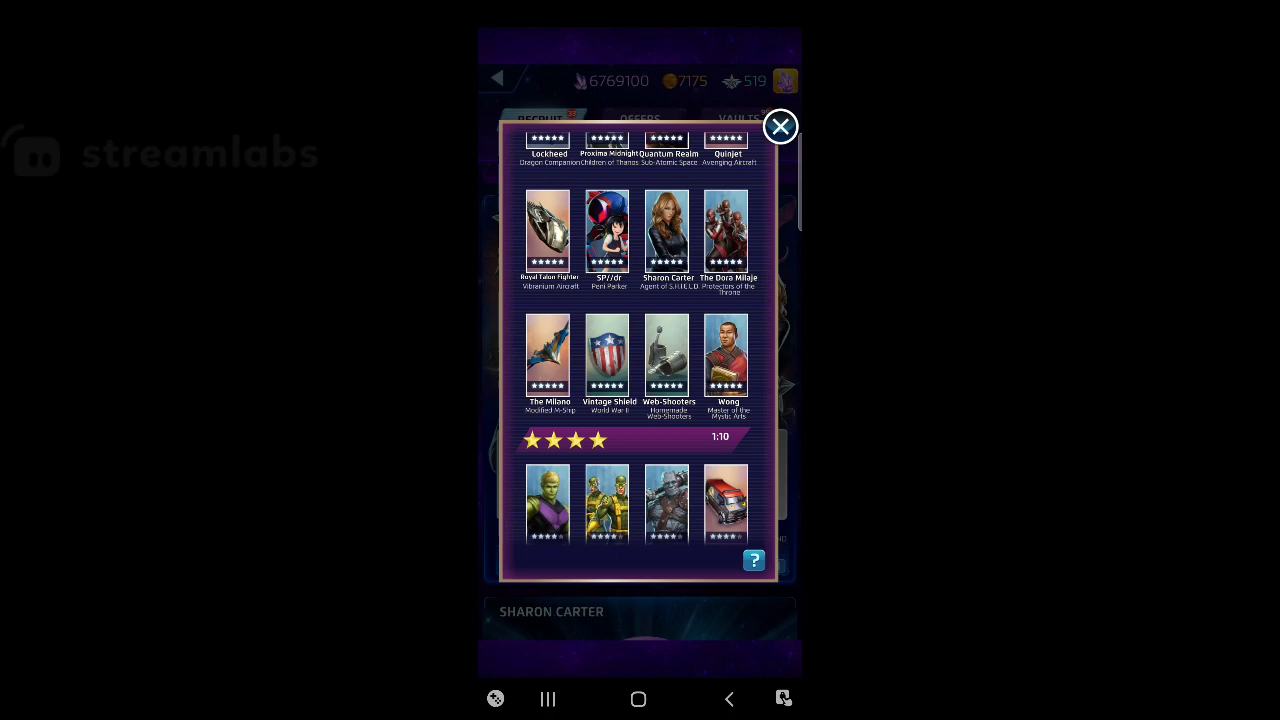 streamlabs
6769100 7175 519
RECRUIT 33 OFFERS VAULTS
Lockheed Proxima Midnight Quantum Realm Quinjet
Dragon Companion Children of Thanos Sub-Atomic Space Avenging Aircraft
Royal Talon Fighter SP//dr Sharon Carter The Dora Milaje
Vibranium Aircraft Peni Parker Agent of S.H.I.E.L.D. Protectors of the
Throne
The Milano Vintage Shield Web-Shooters Wong
Modified M-Ship World War II Homemade Master of the
Web-Shooters Mystic Arts
1:10
?
SHARON CARTER